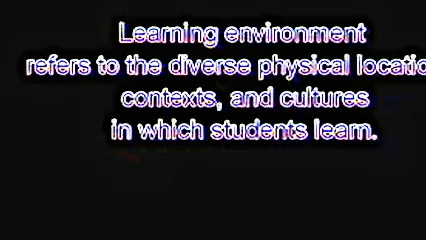 Learning environment
refers to the diverse physical locatio
contexts, and cultures
in which students learn.